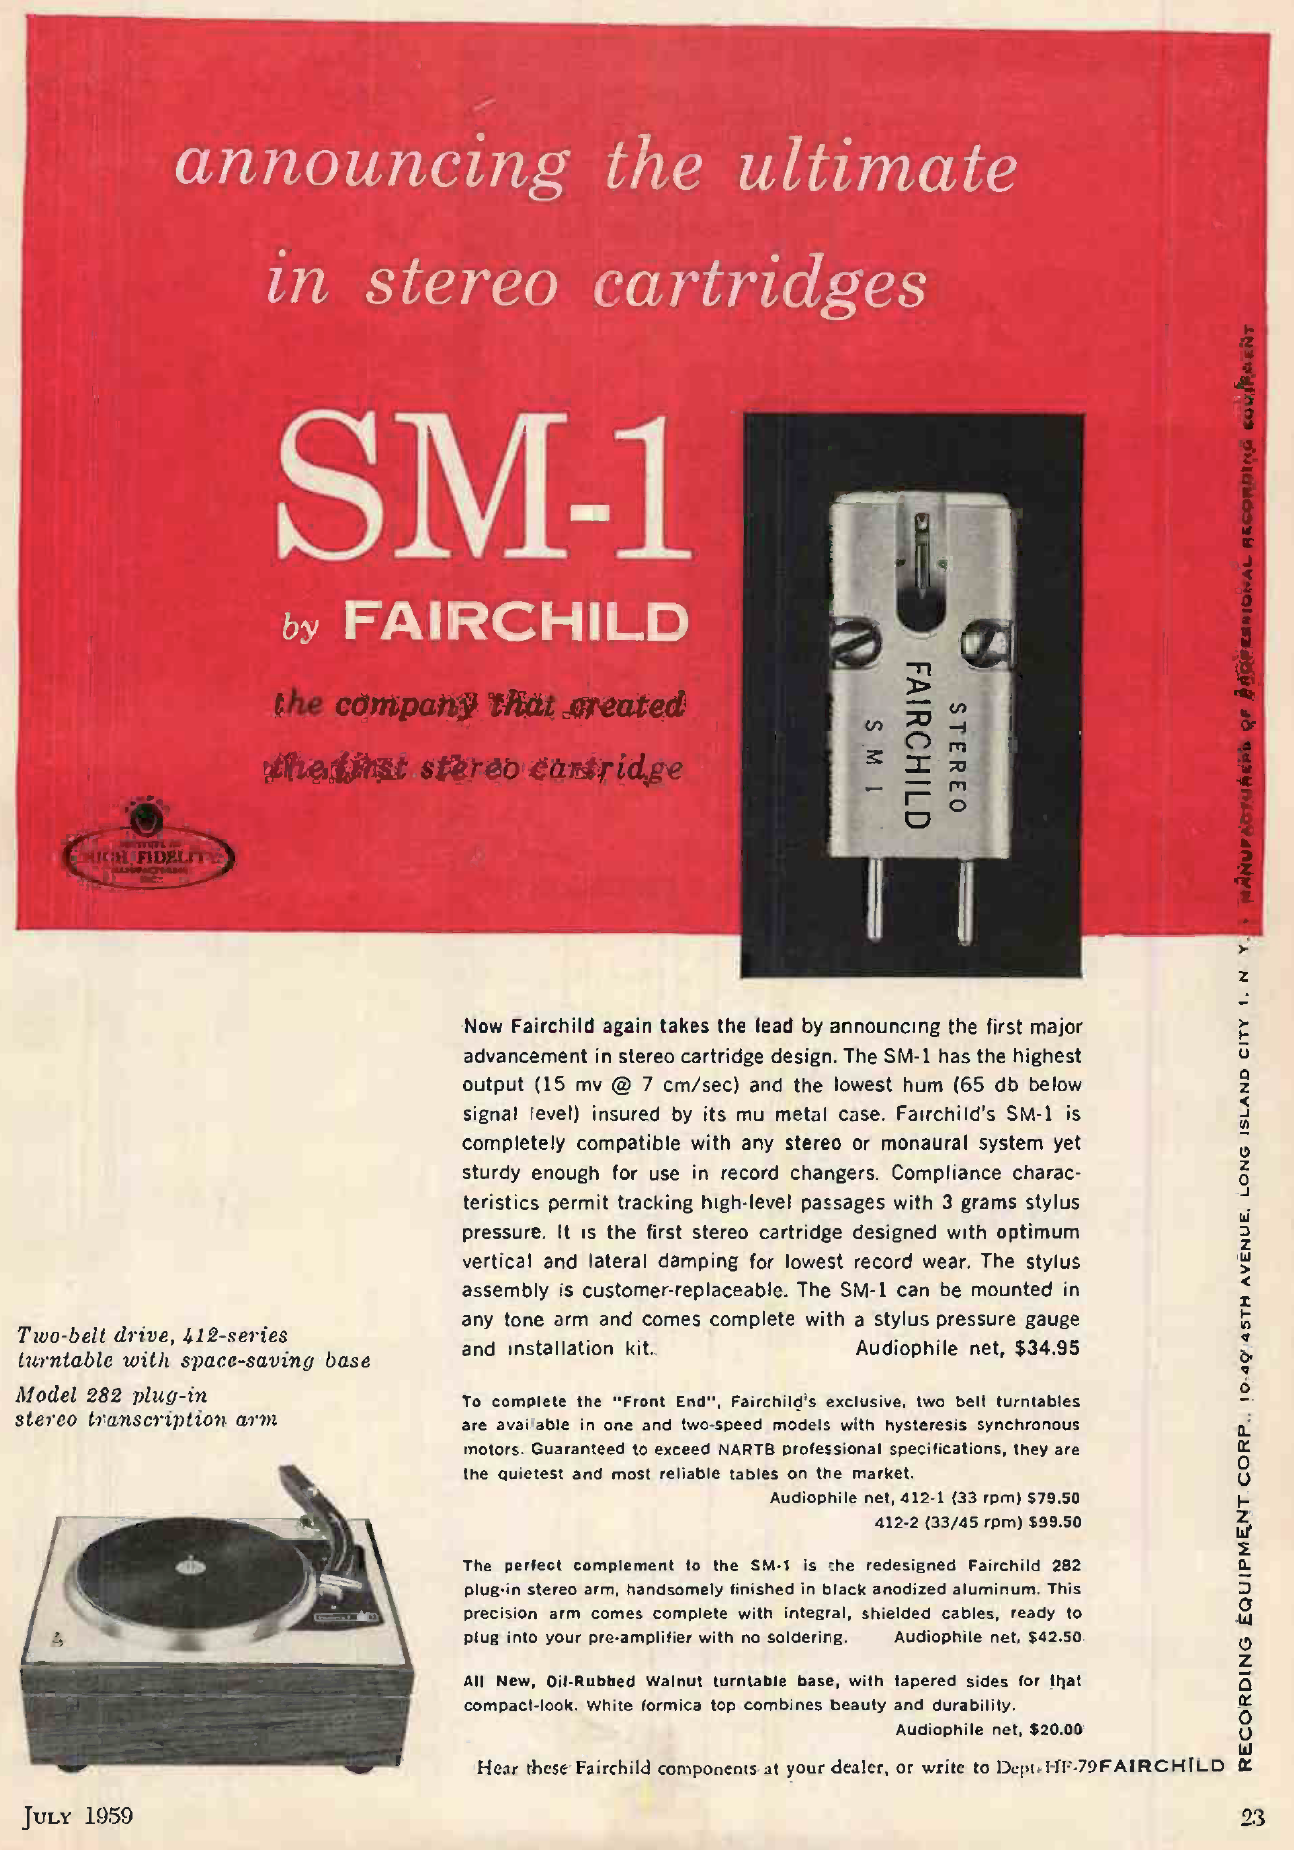 announcing the ultimate
in stereo cartridges
SM-1
by FAIRCHILD
the company that created
the first stereo cartridge
INSTITUTE OF
HIGH FIDELITY
MANUFACTURERS
INC.
FAIRCHILD
STEREO
SM1
Now Fairchild again takes the lead by announcing the first major
advancement in stereo cartridge design. The SM-1 has the highest
output (15 mv @ 7 cm/sec) and the lowest hum (65 db below
signal level) insured by its mu metal case. Fairchild's SM-1 is
completely compatible with any stereo or monaural system yet
sturdy enough for use in record changers. Compliance charac-
teristics permit tracking high-level passages with 3 grams stylus
pressure. It is the first stereo cartridge designed with optimum
vertical and lateral damping for lowest record wear. The stylus
assembly is customer-replaceable. The SM-1 can be mounted in
any tone arm and comes complete with a stylus pressure gauge
and installation kit. Audiophile net, $34.95
Two-belt drive, 412-series
turntable with space-saving base
Model 282 plug-in
stereo transcription arm
To complete the "Front End", Fairchild's exclusive, two belt turntables
are available in one and two-speed models with hysteresis synchronous
motors. Guaranteed to exceed NARTB professional specifications, they are
the quietest and most reliable tables on the market.
Audiophile net, 412-1 (33 rpm) $79.50
412-2 (33/45 rpm) $99.50
The perfect complement to the SM-1 is the redesigned Fairchild 282
plug-in stereo arm, handsomely finished in black anodized aluminum. This
precision arm comes complete with integral, shielded cables, ready to
plug into your pre-amplifier with no soldering. Audiophile net, $42.50
All New, Oil-Rubbed Walnut turntable base, with tapered sides for that
compact-look. White formica top combines beauty and durability.
Audiophile net, $20.00
Hear these Fairchild components at your dealer, or write to Dept. HF-79 FAIRCHILD
RECORDING EQUIPMENT CORP., 10-40 45TH AVENUE, LONG ISLAND CITY 1, N Y. • MANUFACTURERS OF PROFESSIONAL RECORDING EQUIPMENT
JULY 1959
23